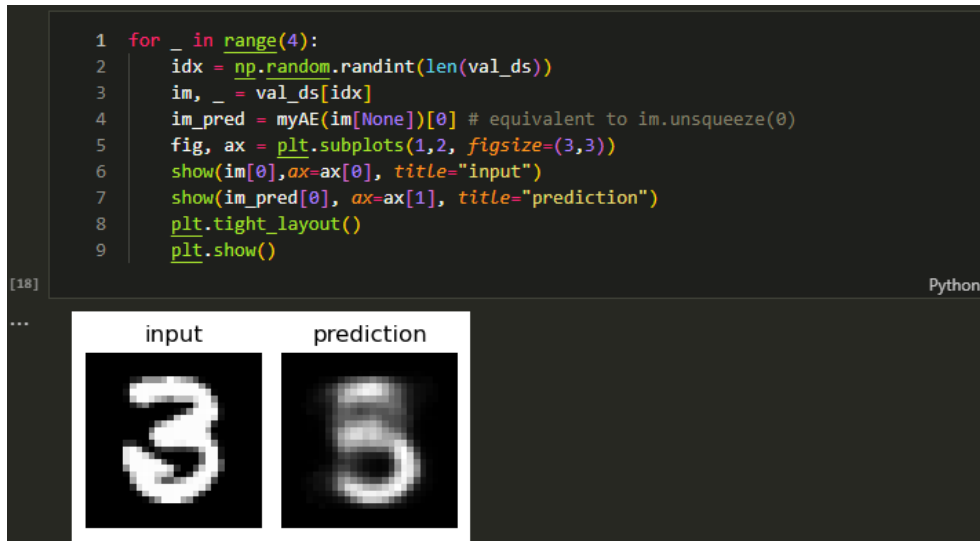 1 for _ in range(4):
2 idx = np.random.randint(len(val_ds))
3 im, _ = val_ds[idx]
4 im_pred = myAE(im[None])[0] # equivalent to im.unsqueeze(0)
5 fig, ax = plt.subplots(1,2, figsize=(3,3))
6 show(im[0],ax=ax[0], title="input")
7 show(im_pred[0], ax=ax[1], title="prediction")
8 plt.tight_layout()
9 plt.show()
[18] Python
...
input prediction
3 5